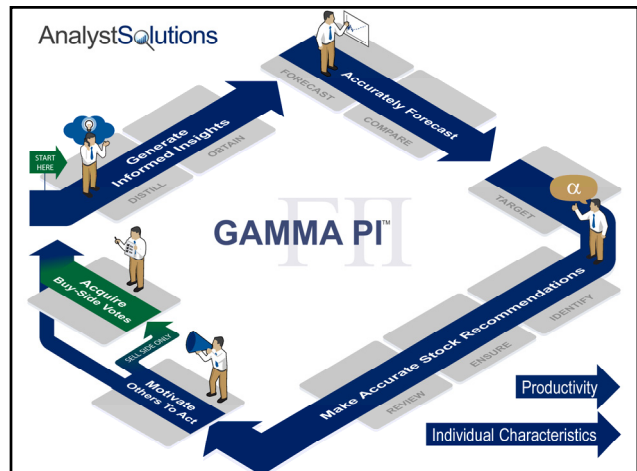 AnalystSolutions
START
HERE
Generate
Informed Insights
DISTILL
OBTAIN
Accurately Forecast
FORECAST
COMPARE
TARGET
α
GAMMA PI™
ΓΠ
Make Accurate Stock Recommendations
IDENTIFY
ENSURE
REVIEW
Acquire
Buy-Side Votes
SELL SIDE ONLY
Motivate
Others To Act
Productivity
Individual Characteristics